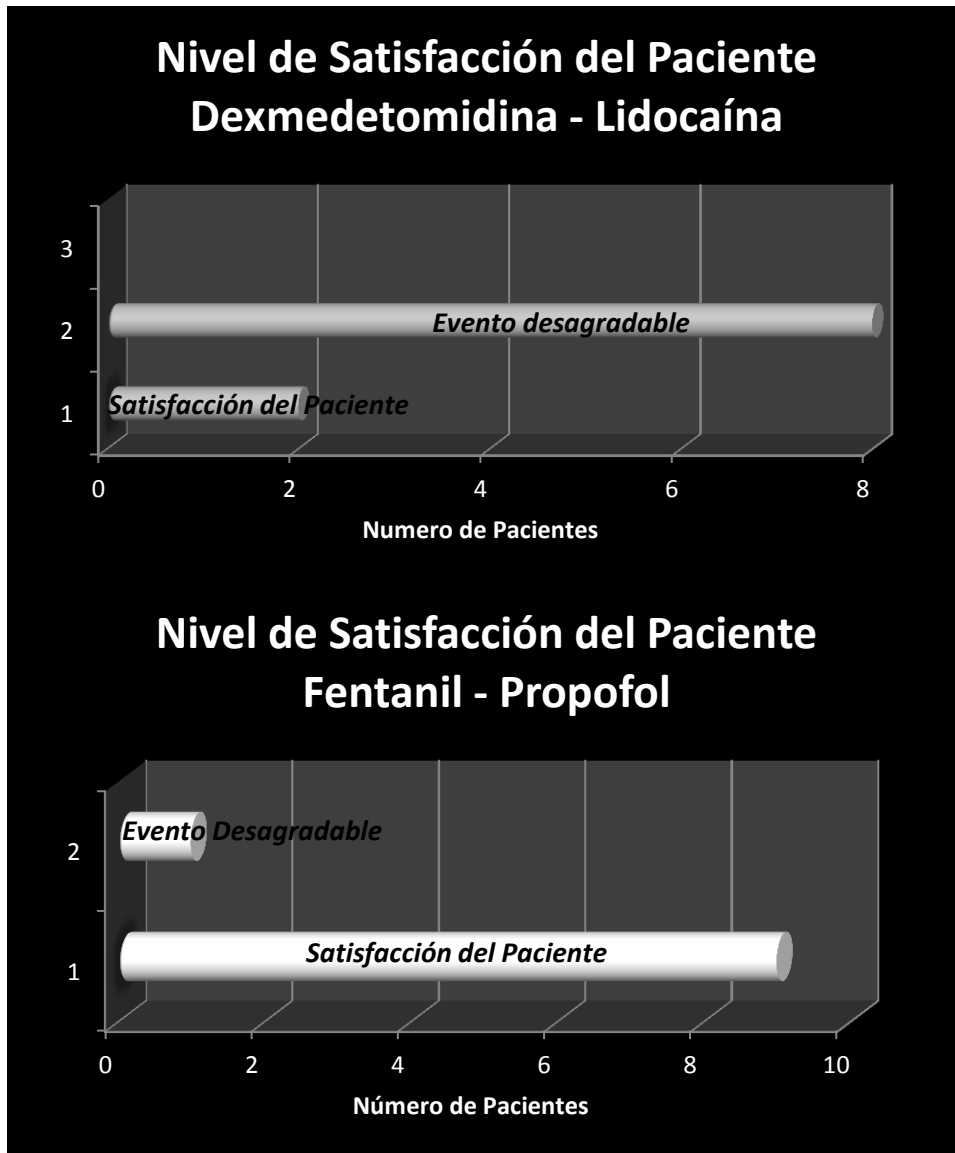 Nivel de Satisfacción del Paciente
Dexmedetomidina - Lidocaína
3
2
Evento desagradable
1
Satisfacción del Paciente
0 2 4 6 8
Numero de Pacientes
Nivel de Satisfacción del Paciente
Fentanil - Propofol
2
Evento Desagradable
1
Satisfacción del Paciente
0 2 4 6 8 10
Número de Pacientes